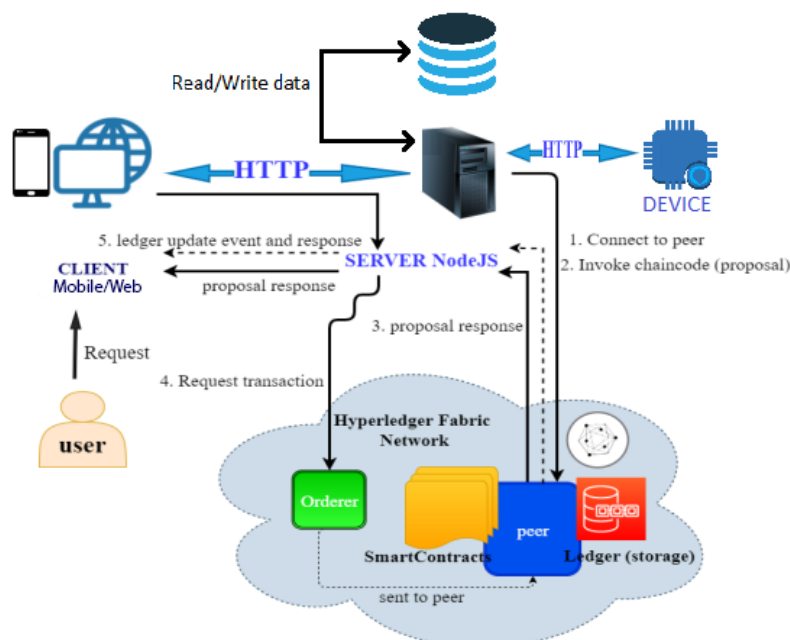 Read/Write data
HTTP
HTTP
DEVICE
1. Connect to peer
2. Invoke chaincode (proposal)
5. ledger update event and response
SERVER NodeJS
CLIENT
Mobile/Web
proposal response
3. proposal response
Request
4. Request transaction
user
Hyperledger Fabric
Network
Orderer
peer
SmartContracts
Ledger (storage)
sent to peer